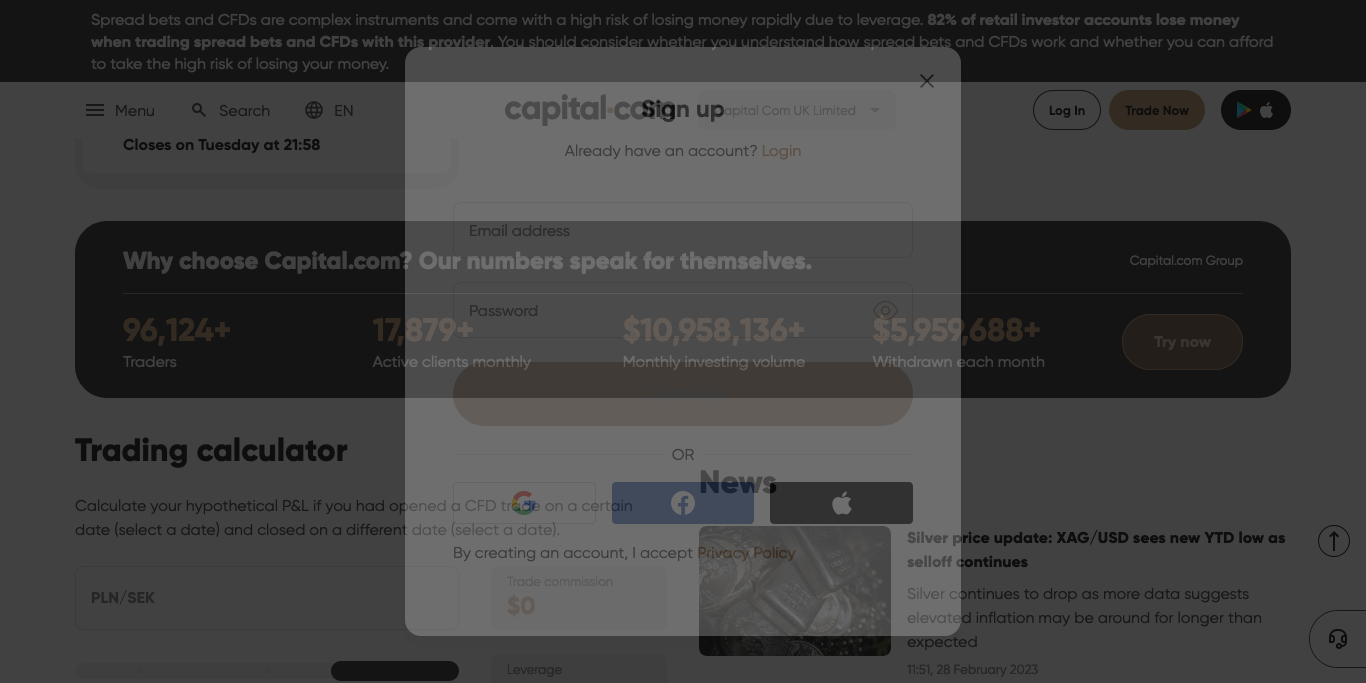 Spread bets and CFDs are complex instruments and come with a high risk of losing money rapidly due to leverage. 82% of retail investor accounts lose money
when trading spread bets and CFDs with this provider. You should consider whether you understand how spread bets and CFDs work and whether you can afford
to take the high risk of losing your money.
Menu
Search
EN
capital.com
Capital Com UK Limited
Log In
Trade Now
Sign up
Already have an account? Login
Closes on Tuesday at 21:58
Email address
Password
Why choose Capital.com? Our numbers speak for themselves.
Capital.com Group
96,124+
17,879+
$10,958,136+
$5,959,688+
Traders
Active clients monthly
Monthly investing volume
Withdrawn each month
Try now
OR
By creating an account, I accept Privacy Policy
Trading calculator
Calculate your hypothetical P&L if you had opened a CFD trade on a certain
date (select a date) and closed on a different date (select a date).
PLN/SEK
Trade commission
$0
Leverage
News
Silver price update: XAG/USD sees new YTD low as
selloff continues
Silver continues to drop as more data suggests
elevated inflation may be around for longer than
expected
11:51, 28 February 2023